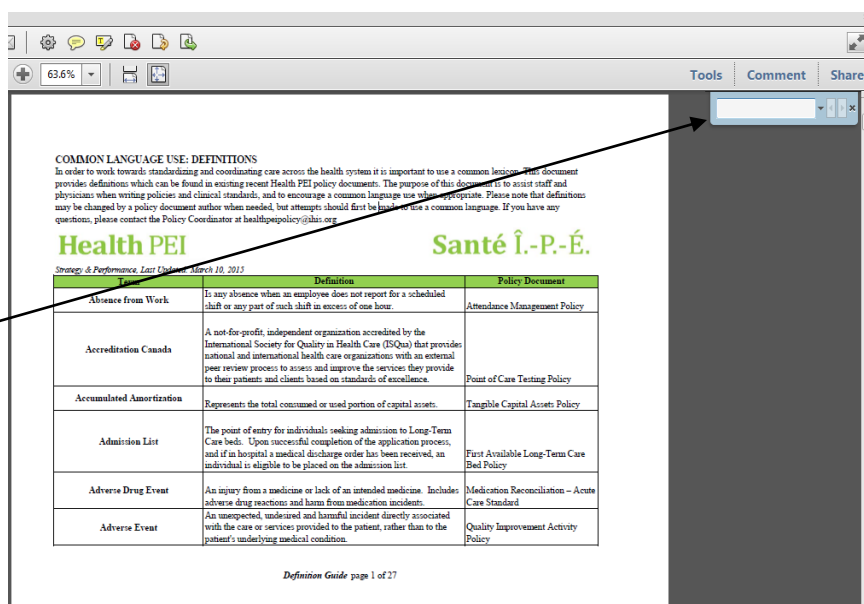 63.6%
Tools Comment Share
COMMON LANGUAGE USE: DEFINITIONS
In order to work towards standardizing and coordinating care across the health system it is important to use a common lexicon. This document
provides definitions which can be found in existing recent Health PEI policy documents. The purpose of this document is to assist staff and
physicians when writing policies and clinical standards, and to encourage a common language use when appropriate. Please note that definitions
may be changed by a policy document author when needed, but attempts should first be made to use a common language. If you have any
questions, please contact the Policy Coordinator at healthpeipolicy@ihis.org
Health PEI Santé Î.-P.-É.
Strategy & Performance, Last Updated: March 10, 2015
Term Definition Policy Document
Absence from Work
Is any absence when an employee does not report for a scheduled
shift or any part of such shift in excess of one hour.
Attendance Management Policy
Accreditation Canada
A not-for-profit, independent organization accredited by the
International Society for Quality in Health Care (ISQua) that provides
national and international health care organizations with an external
peer review process to assess and improve the services they provide
to their patients and clients based on standards of excellence.
Point of Care Testing Policy
Accumulated Amortization
Represents the total consumed or used portion of capital assets.
Tangible Capital Assets Policy
Admission List
The point of entry for individuals seeking admission to Long-Term
Care beds. Upon successful completion of the application process,
and if in hospital a medical discharge order has been received, an
individual is eligible to be placed on the admission list.
First Available Long-Term Care
Bed Policy
Adverse Drug Event
An injury from a medicine or lack of an intended medicine. Includes
adverse drug reactions and harm from medication incidents.
Medication Reconciliation – Acute
Care Standard
Adverse Event
An unexpected, undesired and harmful incident directly associated
with the care or services provided to the patient, rather than to the
patient's underlying medical condition.
Quality Improvement Activity
Policy
Definition Guide page 1 of 27